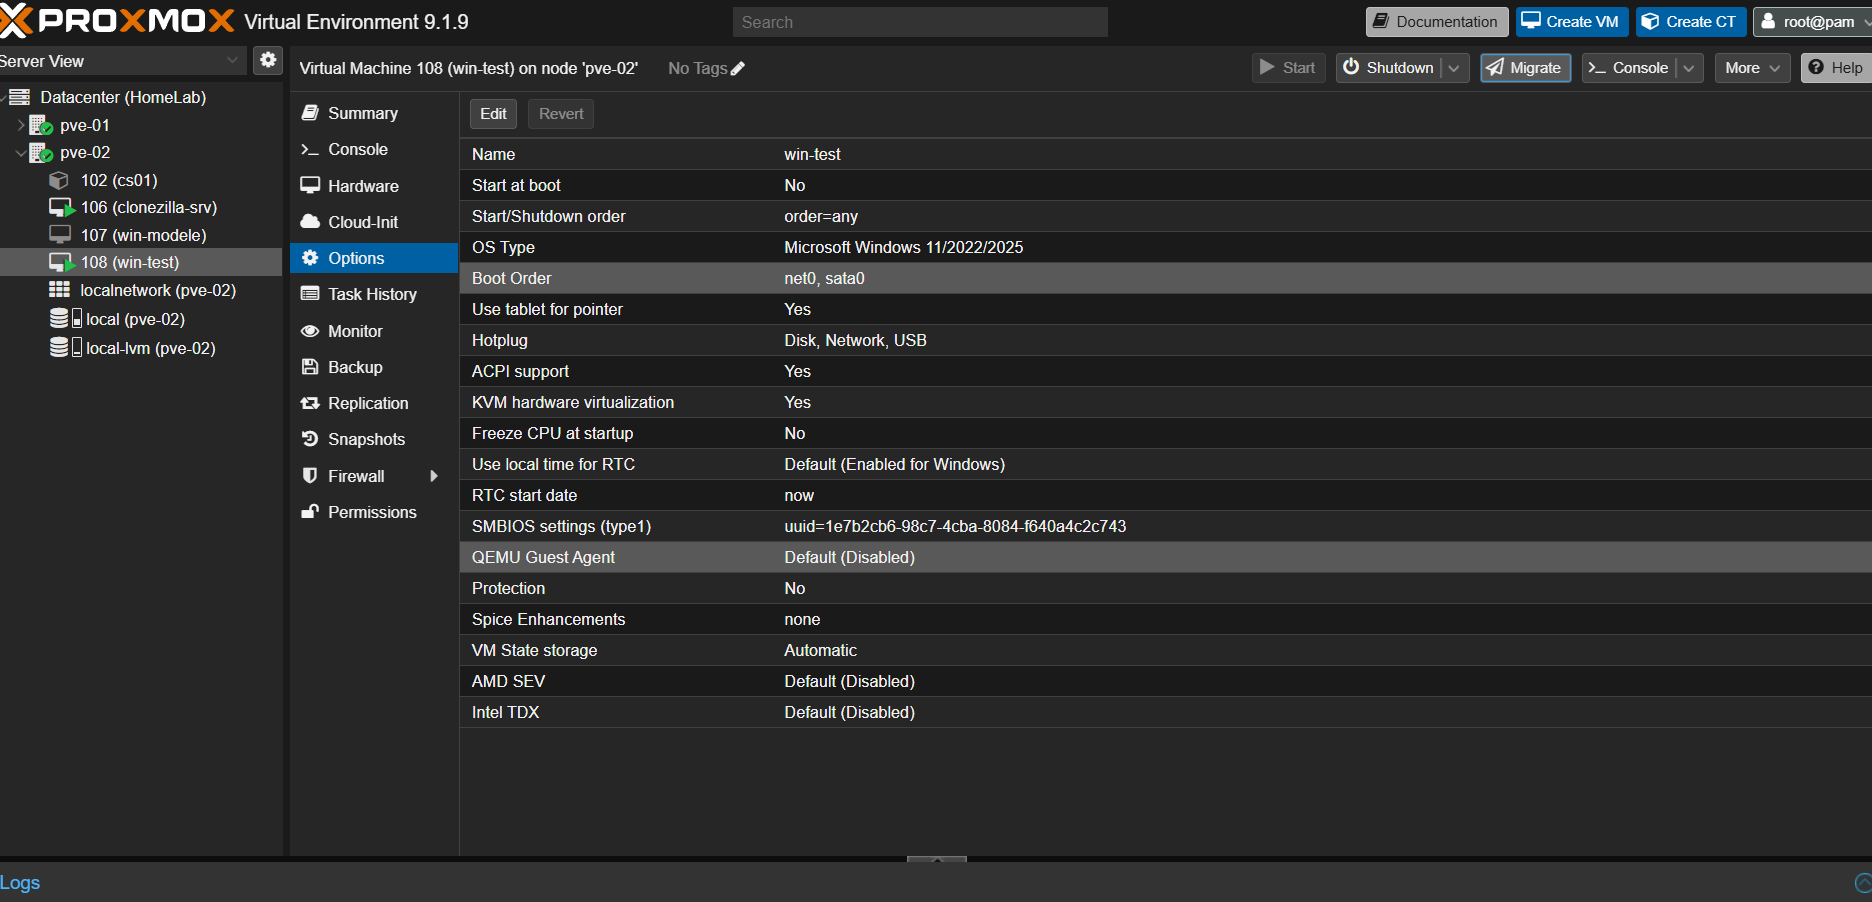 PROXMOX Virtual Environment 9.1.9
Search
Documentation
Create VM
Create CT
root@pam
Server View
Virtual Machine 108 (win-test) on node 'pve-02'
No Tags
Start
Shutdown
Migrate
Console
More
Help
Datacenter (HomeLab)
pve-01
pve-02
102 (cs01)
106 (clonezilla-srv)
107 (win-modele)
108 (win-test)
localnetwork (pve-02)
local (pve-02)
local-lvm (pve-02)
Summary
Console
Hardware
Cloud-Init
Options
Task History
Monitor
Backup
Replication
Snapshots
Firewall
Permissions
Edit
Revert
Name win-test
Start at boot No
Start/Shutdown order order=any
OS Type Microsoft Windows 11/2022/2025
Boot Order net0, sata0
Use tablet for pointer Yes
Hotplug Disk, Network, USB
ACPI support Yes
KVM hardware virtualization Yes
Freeze CPU at startup No
Use local time for RTC Default (Enabled for Windows)
RTC start date now
SMBIOS settings (type1) uuid=1e7b2cb6-98c7-4cba-8084-f640a4c2c743
QEMU Guest Agent Default (Disabled)
Protection No
Spice Enhancements none
VM State storage Automatic
AMD SEV Default (Disabled)
Intel TDX Default (Disabled)
Logs